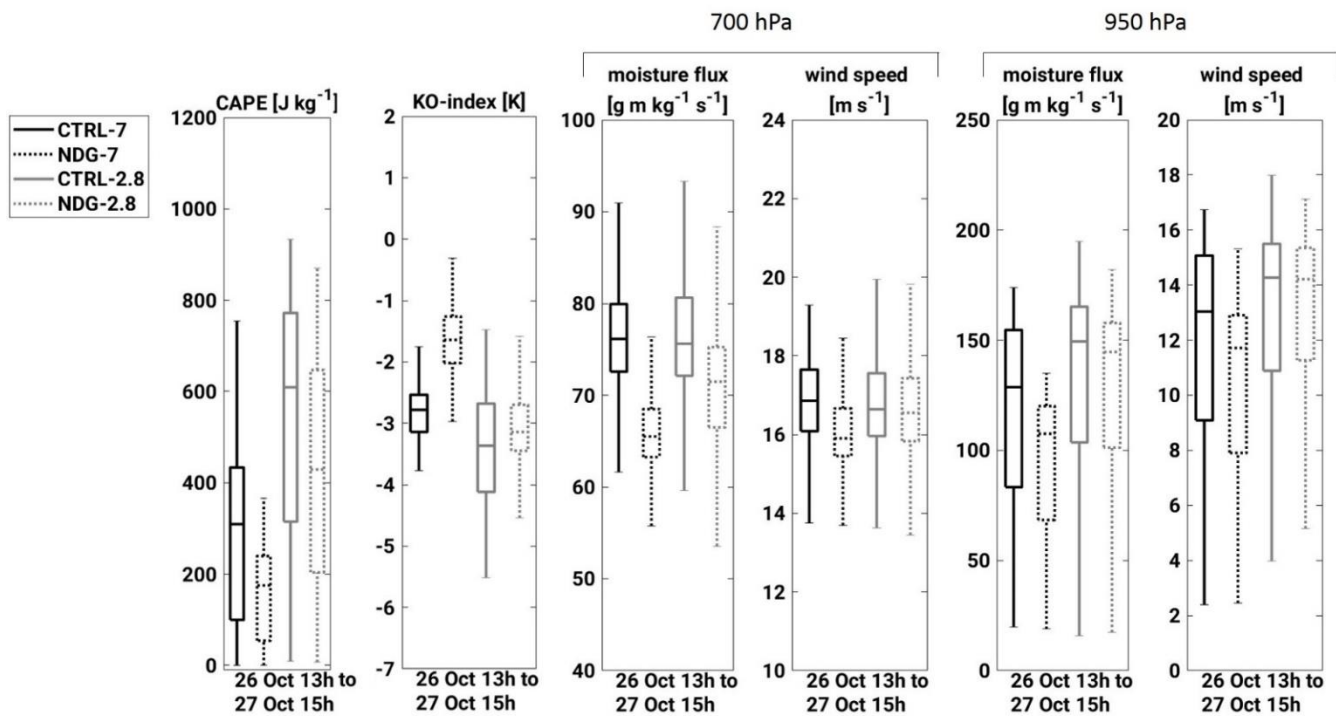 700 hPa
950 hPa
CTRL-7
NDG-7
CTRL-2.8
NDG-2.8
CAPE [J kg⁻¹]
1200
1000
800
600
400
200
0
26 Oct 13h to
27 Oct 15h
KO-index [K]
2
1
0
-1
-2
-3
-4
-5
-6
-7
26 Oct 13h to
27 Oct 15h
moisture flux
[g m kg⁻¹ s⁻¹]
100
90
80
70
60
50
40
26 Oct 13h to
27 Oct 15h
wind speed
[m s⁻¹]
24
22
20
18
16
14
12
10
26 Oct 13h to
27 Oct 15h
moisture flux
[g m kg⁻¹ s⁻¹]
250
200
150
100
50
0
26 Oct 13h to
27 Oct 15h
wind speed
[m s⁻¹]
20
18
16
14
12
10
8
6
4
2
0
26 Oct 13h to
27 Oct 15h